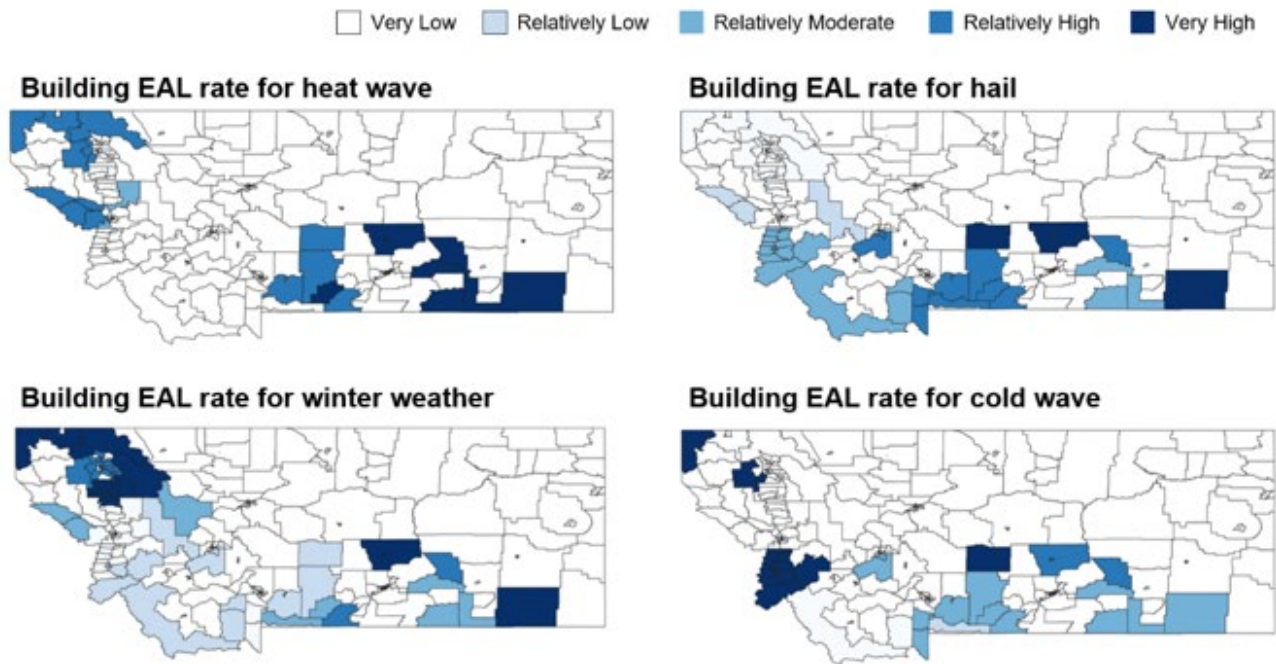 Very Low Relatively Low Relatively Moderate Relatively High Very High
Building EAL rate for heat wave
Building EAL rate for hail
Building EAL rate for winter weather
Building EAL rate for cold wave